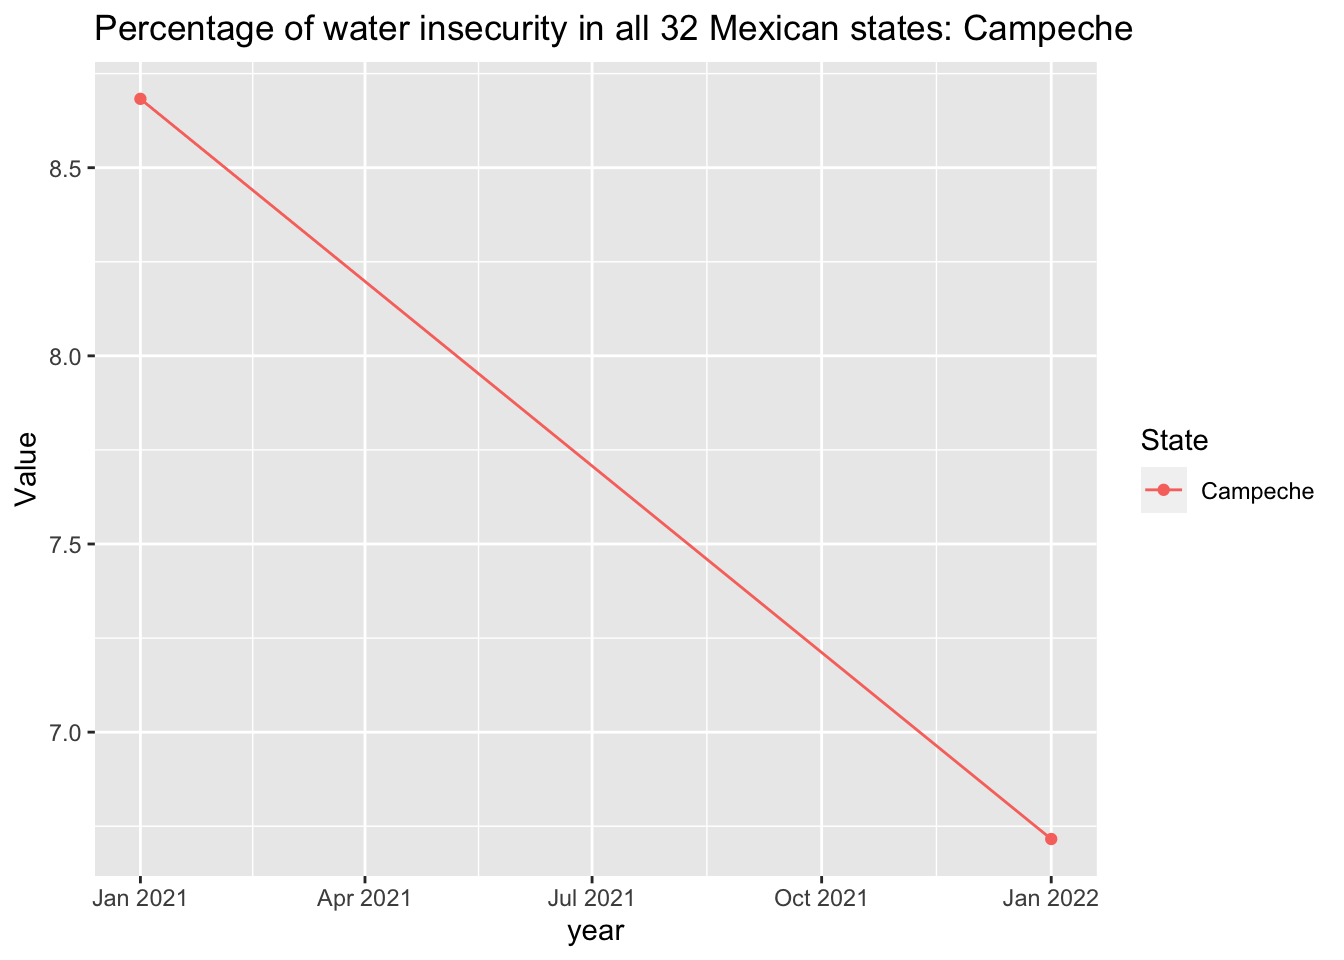 Percentage of water insecurity in all 32 Mexican states: Campeche
Value
8.5
8.0
7.5
7.0
Jan 2021
Apr 2021
Jul 2021
Oct 2021
Jan 2022
year
State
Campeche